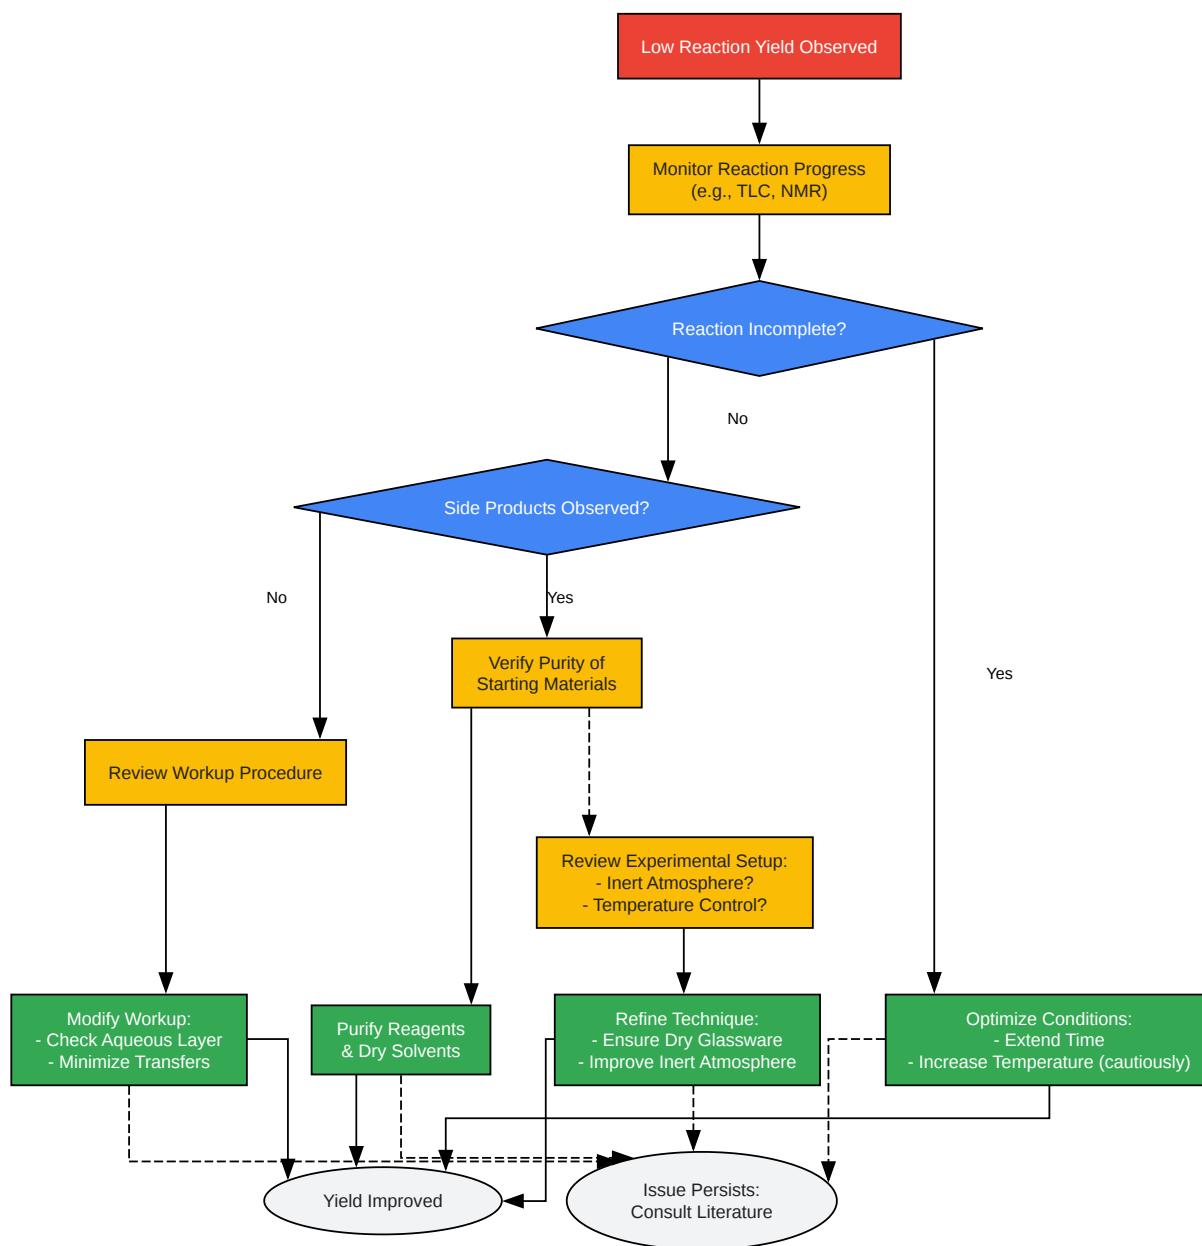 Low Reaction Yield Observed
Monitor Reaction Progress
(e.g., TLC, NMR)
Reaction Incomplete?
No
Side Products Observed?
No
Yes
Verify Purity of
Starting Materials
Yes
Review Workup Procedure
Review Experimental Setup:
- Inert Atmosphere?
- Temperature Control?
Modify Workup:
- Check Aqueous Layer
- Minimize Transfers
Purify Reagents
& Dry Solvents
Refine Technique:
- Ensure Dry Glassware
- Improve Inert Atmosphere
Optimize Conditions:
- Extend Time
- Increase Temperature (cautiously)
Yield Improved
Issue Persists:
Consult Literature